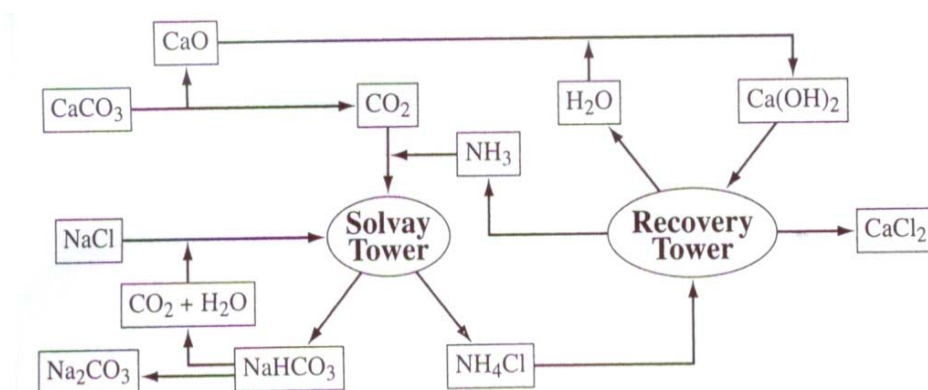 CaO
CaCO₃
CO₂
H₂O
Ca(OH)₂
NH₃
NaCl
Solvay
Tower
Recovery
Tower
CaCl₂
CO₂ + H₂O
Na₂CO₃
NaHCO₃
NH₄Cl